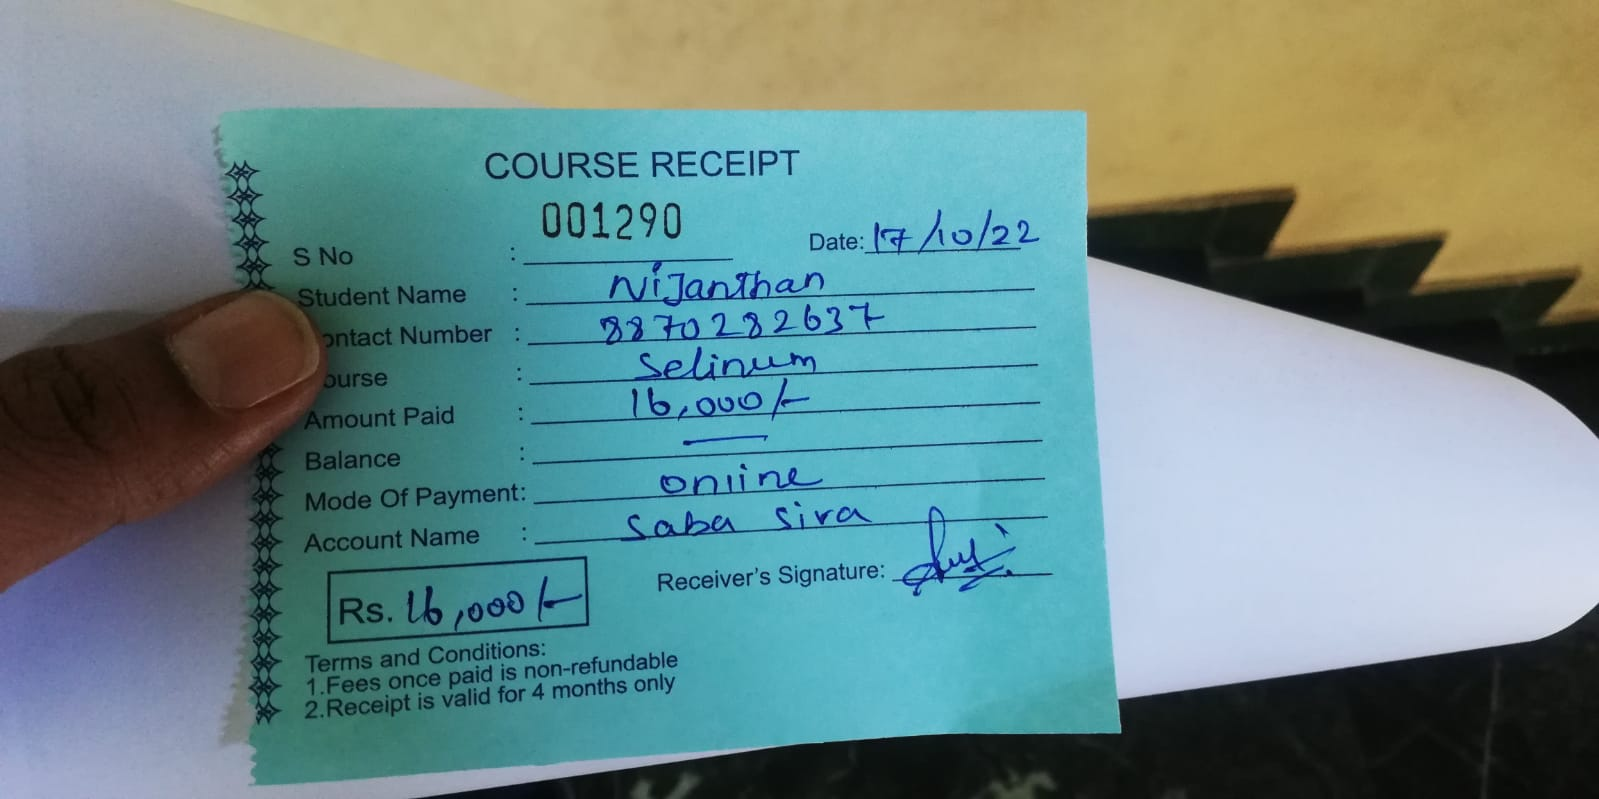 COURSE RECEIPT
001290
S No : Date: 17/10/22
Student Name : Nijanthan
ontact Number : 8870282637
ourse : Selinum
Amount Paid : 16,000/-
Balance : —
Mode Of Payment: online
Account Name : Saba Siva
Rs. 16,000/- Receiver's Signature:
Terms and Conditions:
1.Fees once paid is non-refundable
2.Receipt is valid for 4 months only